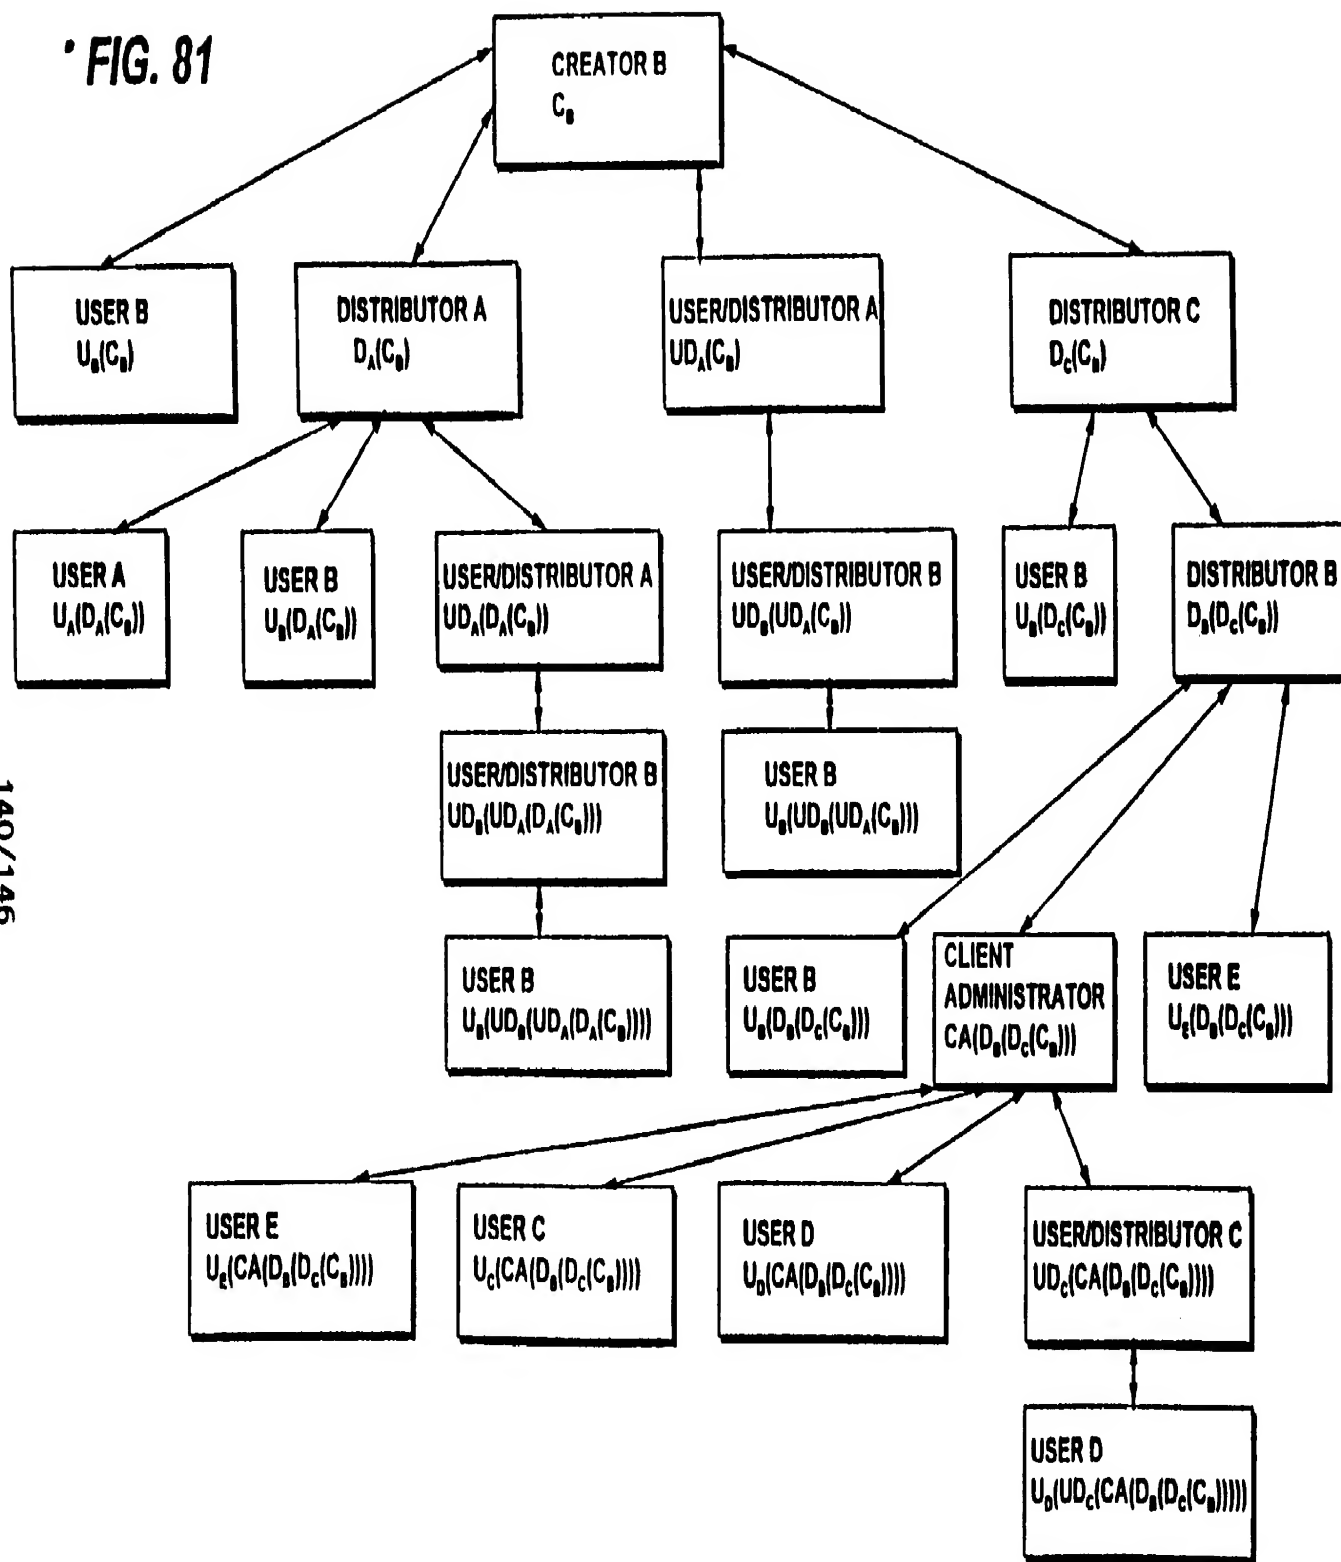 FIG. 81
CREATOR B
C_B
USER B
U_B(C_B)
DISTRIBUTOR A
D_A(C_B)
USER/DISTRIBUTOR A
UD_A(C_B)
DISTRIBUTOR C
D_C(C_B)
USER A
U_A(D_A(C_B))
USER B
U_B(D_A(C_B))
USER/DISTRIBUTOR A
UD_A(D_A(C_B))
USER/DISTRIBUTOR B
UD_B(UD_A(C_B))
USER B
U_B(D_C(C_B))
DISTRIBUTOR B
D_B(D_C(C_B))
USER/DISTRIBUTOR B
UD_B(UD_A(D_A(C_B)))
USER B
U_B(UD_B(UD_A(C_B)))
USER B
U_B(UD_B(UD_A(D_A(C_B))))
USER B
U_B(D_B(D_C(C_B)))
CLIENT
ADMINISTRATOR
CA(D_B(D_C(C_B)))
USER E
U_E(D_B(D_C(C_B)))
USER E
U_E(CA(D_B(D_C(C_B))))
USER C
U_C(CA(D_B(D_C(C_B))))
USER D
U_D(CA(D_B(D_C(C_B))))
USER/DISTRIBUTOR C
UD_C(CA(D_B(D_C(C_B))))
USER D
U_D(UD_C(CA(D_B(D_C(C_B)))))